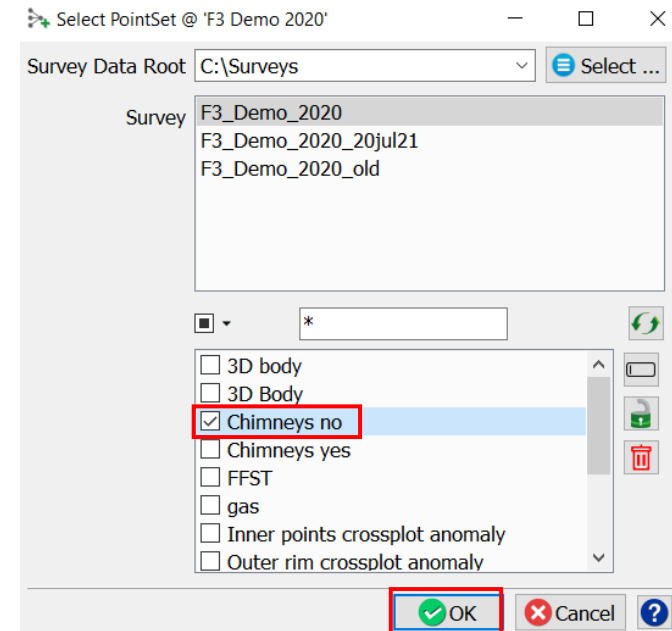 Select PointSet @ 'F3 Demo 2020'
Survey Data Root C:\Surveys Select ...
Survey F3_Demo_2020
F3_Demo_2020_20jul21
F3_Demo_2020_old
*
3D body
3D Body
Chimneys no
Chimneys yes
FFST
gas
Inner points crossplot anomaly
Outer rim crossplot anomaly
OK Cancel ?